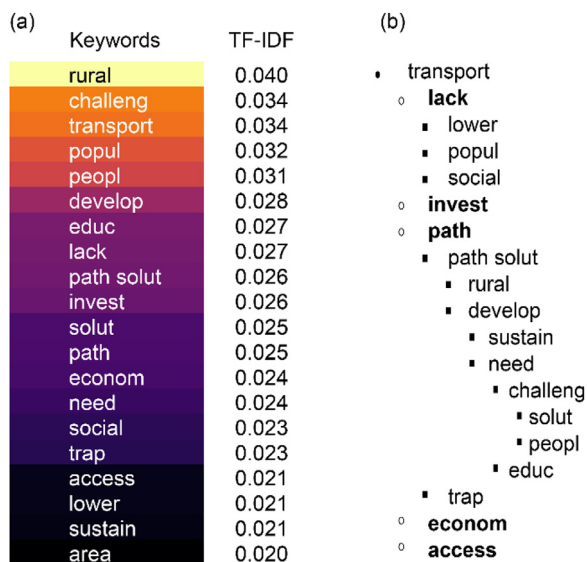 (a)
Keywords TF-IDF
rural 0.040
challeng 0.034
transport 0.034
popul 0.032
peopl 0.031
develop 0.028
educ 0.027
lack 0.027
path solut 0.026
invest 0.026
solut 0.025
path 0.025
econom 0.024
need 0.024
social 0.023
trap 0.023
access 0.021
lower 0.021
sustain 0.021
area 0.020
(b)
transport
lack
lower
popul
social
invest
path
path solut
rural
develop
sustain
need
challeng
solut
peopl
educ
trap
econom
access